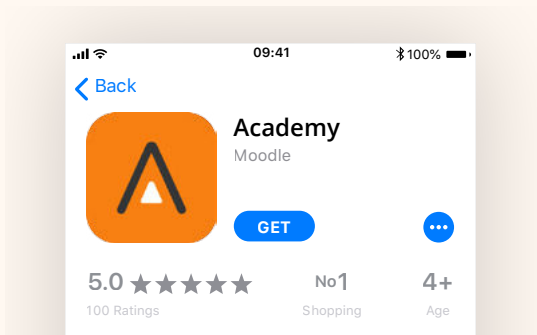 09:41 100%
Back
Academy
Moodle
GET
5.0 No1 4+
100 Ratings Shopping Age